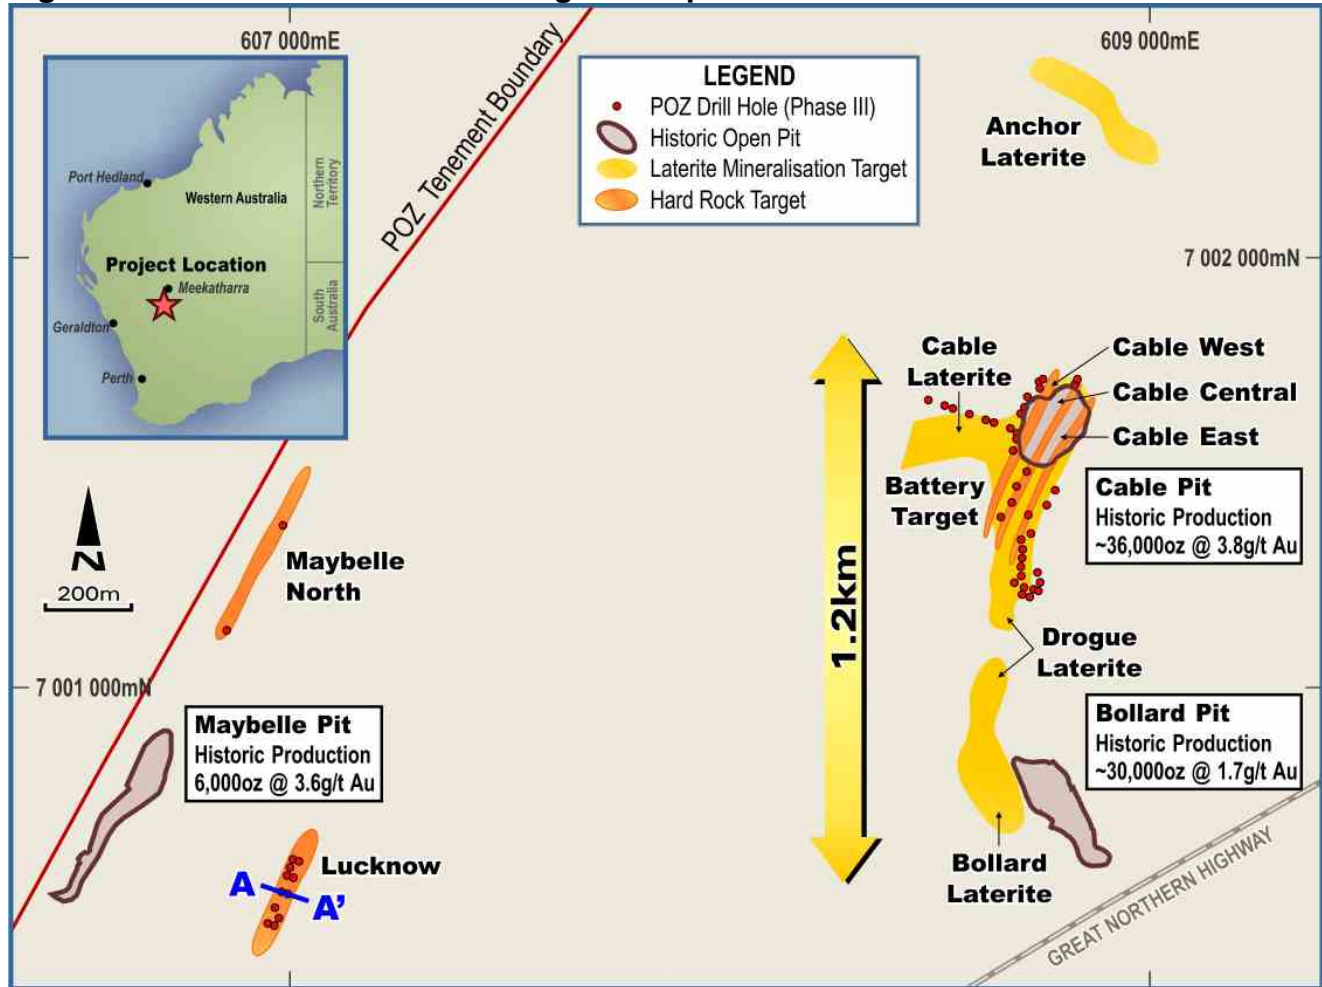 607 000mE
609 000mE
POZ Tenement Boundary
LEGEND
POZ Drill Hole (Phase III)
Historic Open Pit
Laterite Mineralisation Target
Hard Rock Target
Anchor
Laterite
Port Hedland
Western Australia
Northern
Territory
Project Location
Meekatharra
South
Australia
Geraldton
Perth
7 002 000mN
Cable
Laterite
Cable West
Cable Central
Cable East
Battery
Target
Cable Pit
Historic Production
~36,000oz @ 3.8g/t Au
N
200m
Maybelle
North
1.2km
Drogue
Laterite
7 001 000mN
Maybelle Pit
Historic Production
6,000oz @ 3.6g/t Au
Bollard Pit
Historic Production
~30,000oz @ 1.7g/t Au
Lucknow
A
A'
Bollard
Laterite
GREAT NORTHERN HIGHWAY